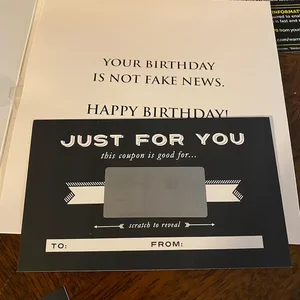 YOUR BIRTHDAY
IS NOT FAKE NEWS.
HAPPY BIRTHDAY!
JUST FOR YOU
this coupon is good for...
scratch to reveal
TO: FROM: